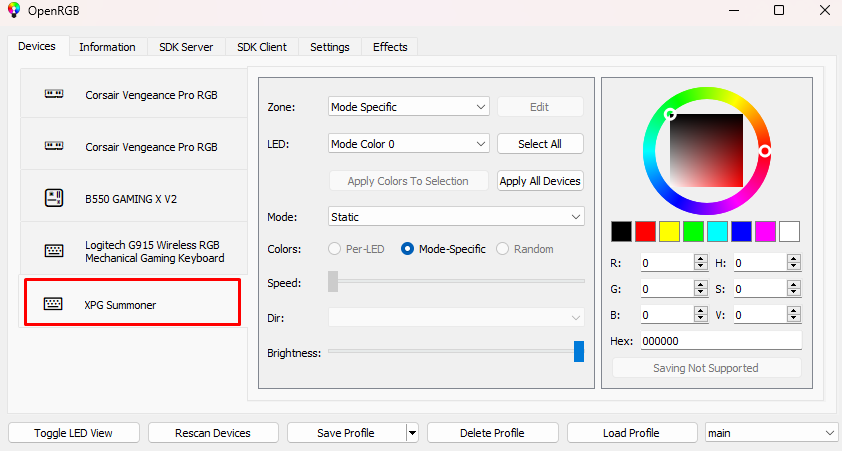 OpenRGB
Devices
Information
SDK Server
SDK Client
Settings
Effects
Corsair Vengeance Pro RGB
Corsair Vengeance Pro RGB
B550 GAMING X V2
Logitech G915 Wireless RGB
Mechanical Gaming Keyboard
XPG Summoner
Zone:
Mode Specific
Edit
LED:
Mode Color 0
Select All
Apply Colors To Selection
Apply All Devices
Mode:
Static
Colors:
Per-LED
Mode-Specific
Random
Speed:
Dir:
Brightness:
R: 0
H: 0
G: 0
S: 0
B: 0
V: 0
Hex: 000000
Saving Not Supported
Toggle LED View
Rescan Devices
Save Profile
Delete Profile
Load Profile
main